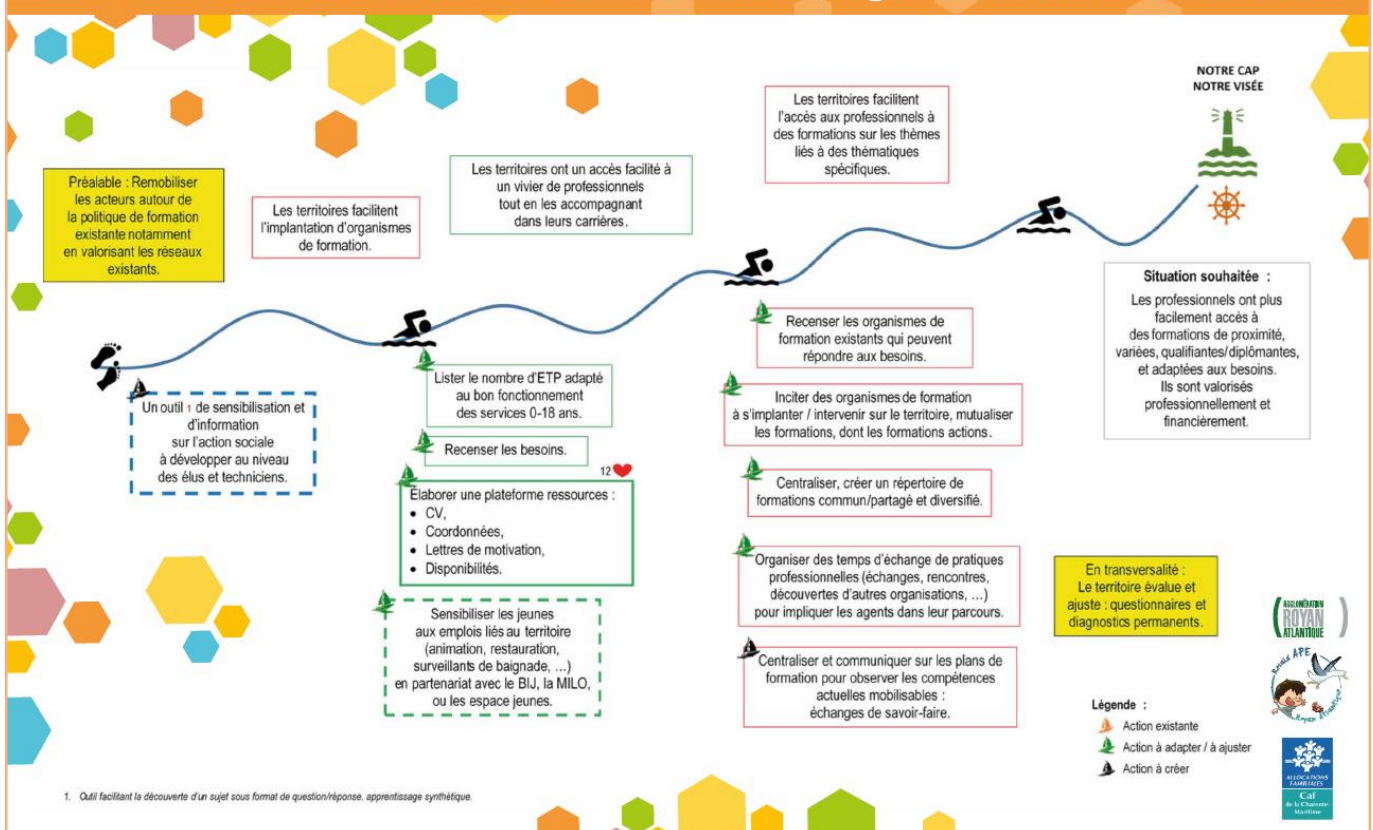 NOTRE CAP
NOTRE VISÉE
Préalable : Remobiliser
les acteurs autour de
la politique de formation
existante notamment
en valorisant les réseaux
existants.
Les territoires facilitent
l'implantation d'organismes
de formation.
Les territoires ont un accès facilité à
un vivier de professionnels
tout en les accompagnant
dans leurs carrières.
Les territoires facilitent
l'accès aux professionnels à
des formations sur les thèmes
liés à des thématiques
spécifiques.
Situation souhaitée :
Les professionnels ont plus
facilement accès à
des formations de proximité,
variées, qualifiantes/diplômantes,
et adaptées aux besoins.
Ils sont valorisés
professionnellement et
financièrement.
Un outil 1 de sensibilisation et
d'information
sur l'action sociale
à développer au niveau
des élus et techniciens.
Lister le nombre d'ETP adapté
au bon fonctionnement
des services 0-18 ans.
Recenser les besoins.
12
Élaborer une plateforme ressources :
• CV,
• Coordonnées,
• Lettres de motivation,
• Disponibilités.
Sensibiliser les jeunes
aux emplois liés au territoire
(animation, restauration,
surveillants de baignade, ...)
en partenariat avec le BIJ, la MILO,
ou les espace jeunes.
Recenser les organismes de
formation existants qui peuvent
répondre aux besoins.
Inciter des organismes de formation
à s'implanter / intervenir sur le territoire, mutualiser
les formations, dont les formations actions.
Centraliser, créer un répertoire de
formations commun/partagé et diversifié.
Organiser des temps d'échange de pratiques
professionnelles (échanges, rencontres,
découvertes d'autres organisations, ...)
pour impliquer les agents dans leur parcours.
Centraliser et communiquer sur les plans de
formation pour observer les compétences
actuelles mobilisables :
échanges de savoir-faire.
En transversalité :
Le territoire évalue et
ajuste : questionnaires et
diagnostics permanents.
Légende :
Action existante
Action à adapter / à ajuster
Action à créer
AGGLOMÉRATION
ROYAN
ATLANTIQUE
APE
Royan Atlantique
ALLOCATIONS
FAMILIALES
Caf
de la Charente-
Maritime
1. Outil facilitant la découverte d'un sujet sous format de question/réponse, apprentissage synthétique.